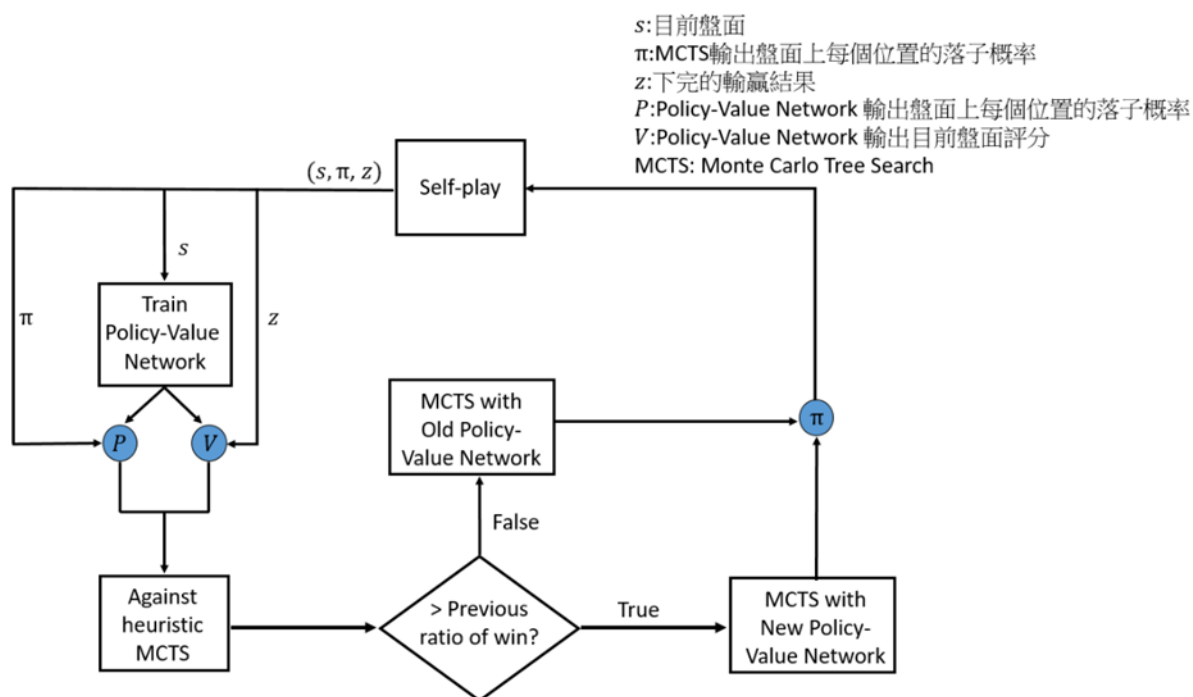 s:目前盤面
π:MCTS輸出盤面上每個位置的落子概率
z:下完的輸贏結果
P:Policy-Value Network 輸出盤面上每個位置的落子概率
V:Policy-Value Network 輸出目前盤面評分
MCTS: Monte Carlo Tree Search
(s, π, z)
Self-play
s
π
z
Train
Policy-Value
Network
P
V
MCTS with
Old Policy-
Value Network
π
False
Against
heuristic
MCTS
> Previous
ratio of win?
True
MCTS with
New Policy-
Value Network